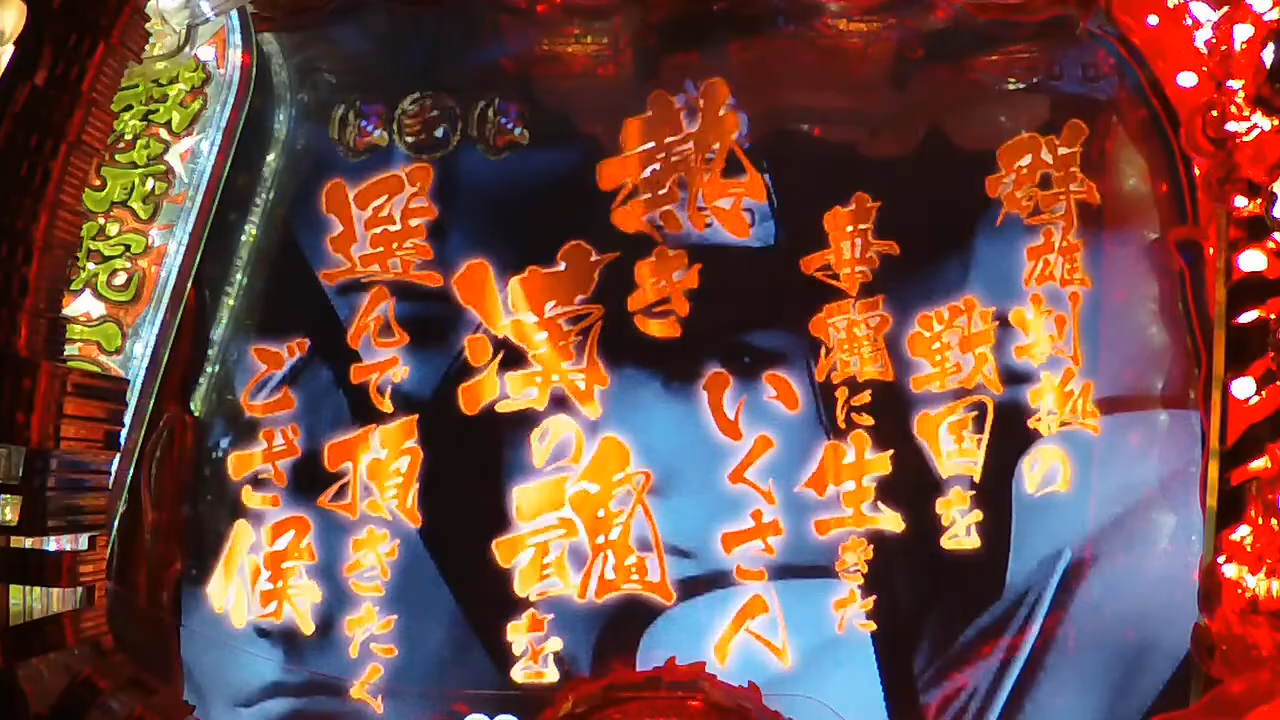 群雄割拠の
戦国を
華麗に生きた
いくさ人
熱き
漢の魂を
選んで頂きたく
ござ候